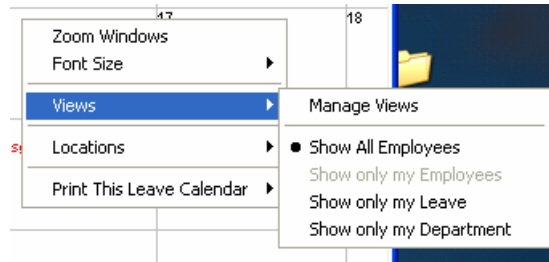 17
18
Zoom Windows
Font Size
Views
Manage Views
Locations
Show All Employees
Show only my Employees
Print This Leave Calendar
Show only my Leave
Show only my Department